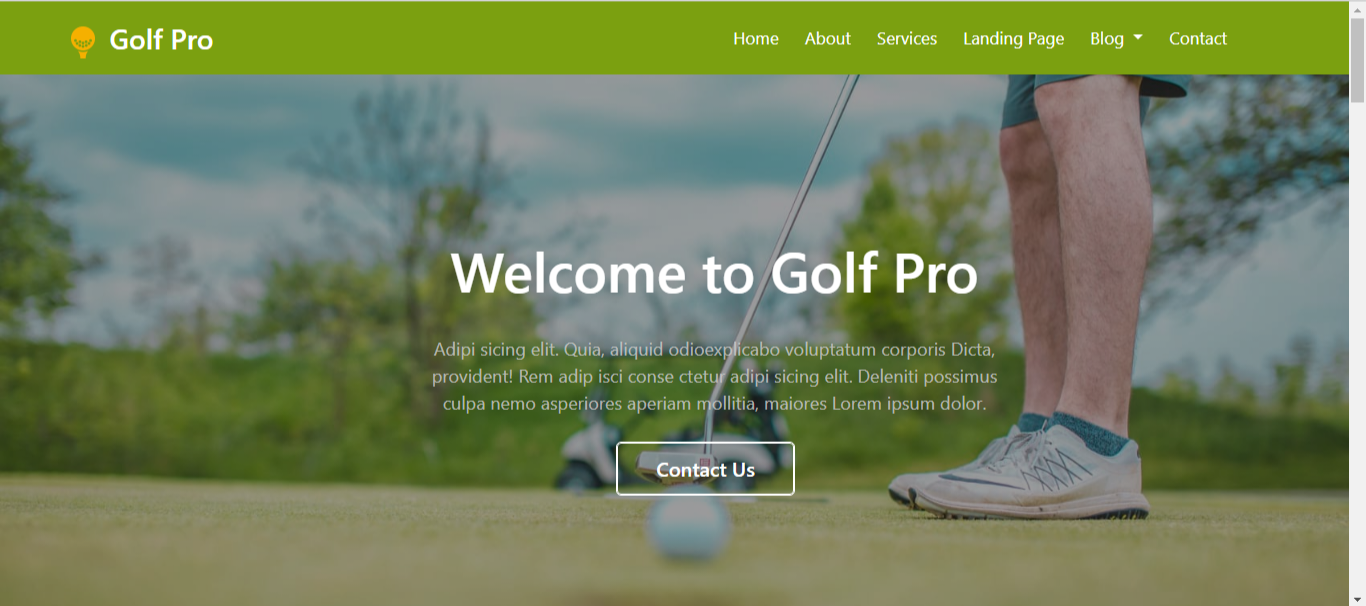 Golf Pro
Home
About
Services
Landing Page
Blog
Contact
Welcome to Golf Pro
Adipi sicing elit. Quia, aliquid odioexplicabo voluptatum corporis Dicta,
provident! Rem adip isci conse ctetur adipi sicing elit. Deleniti possimus
culpa nemo asperiores aperiam mollitia, maiores Lorem ipsum dolor.
Contact Us